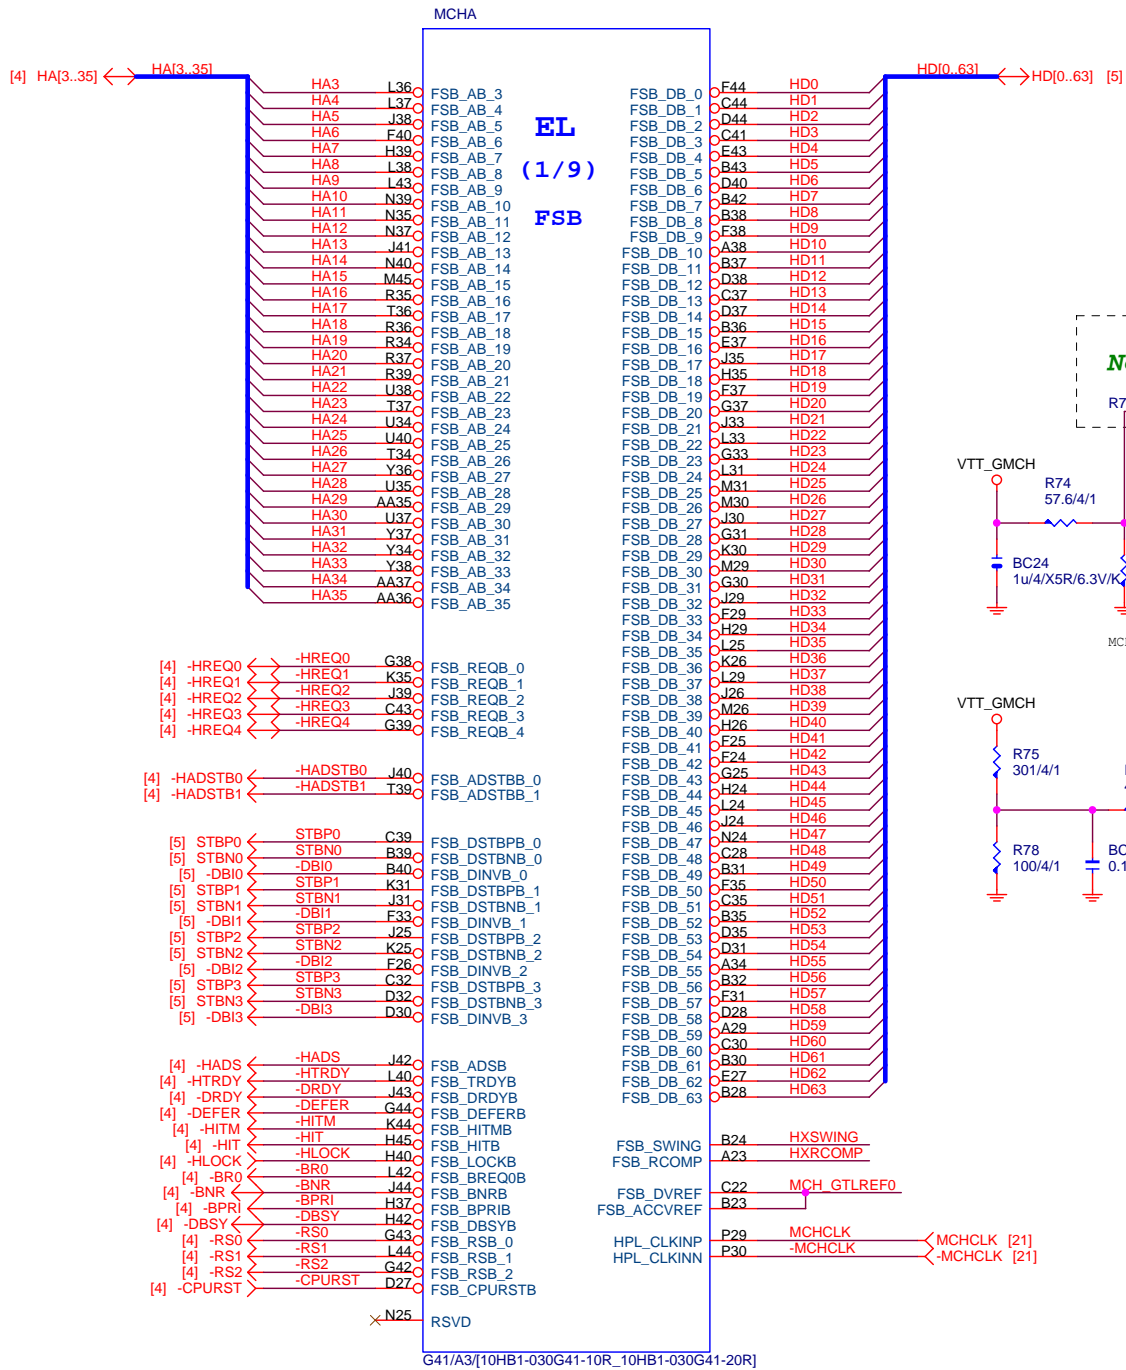 MCHA
[4] HA[3..35] HA[3..35] HD[0..63] HD[0..63] [5]
EL
(1/9)
FSB
HA3 L36 FSB_AB_3 FSB_DB_0 F44 HD0
HA4 L37 FSB_AB_4 FSB_DB_1 C44 HD1
HA5 J38 FSB_AB_5 FSB_DB_2 D44 HD2
HA6 F40 FSB_AB_6 FSB_DB_3 C41 HD3
HA7 H39 FSB_AB_7 FSB_DB_4 E43 HD4
HA8 L38 FSB_AB_8 FSB_DB_5 B43 HD5
HA9 L43 FSB_AB_9 FSB_DB_6 D40 HD6
HA10 N39 FSB_AB_10 FSB_DB_7 B42 HD7
HA11 N35 FSB_AB_11 FSB_DB_8 B38 HD8
HA12 N37 FSB_AB_12 FSB_DB_9 F38 HD9
HA13 J41 FSB_AB_13 FSB_DB_10 A38 HD10
HA14 N40 FSB_AB_14 FSB_DB_11 B37 HD11
HA15 M45 FSB_AB_15 FSB_DB_12 D38 HD12
HA16 R35 FSB_AB_16 FSB_DB_13 C37 HD13
HA17 T36 FSB_AB_17 FSB_DB_14 D37 HD14
HA18 R36 FSB_AB_18 FSB_DB_15 B36 HD15
HA19 R34 FSB_AB_19 FSB_DB_16 E37 HD16
HA20 R37 FSB_AB_20 FSB_DB_17 J35 HD17
HA21 R39 FSB_AB_21 FSB_DB_18 H35 HD18
HA22 U38 FSB_AB_22 FSB_DB_19 F37 HD19
HA23 T37 FSB_AB_23 FSB_DB_20 G37 HD20
HA24 U34 FSB_AB_24 FSB_DB_21 J33 HD21
HA25 U40 FSB_AB_25 FSB_DB_22 L33 HD22
HA26 T34 FSB_AB_26 FSB_DB_23 G33 HD23
HA27 Y36 FSB_AB_27 FSB_DB_24 L31 HD24
HA28 U35 FSB_AB_28 FSB_DB_25 M31 HD25
HA29 AA35 FSB_AB_29 FSB_DB_26 M30 HD26
HA30 U37 FSB_AB_30 FSB_DB_27 J30 HD27
HA31 Y37 FSB_AB_31 FSB_DB_28 G31 HD28
HA32 Y34 FSB_AB_32 FSB_DB_29 K30 HD29
HA33 Y38 FSB_AB_33 FSB_DB_30 M29 HD30
HA34 AA37 FSB_AB_34 FSB_DB_31 G30 HD31
HA35 AA36 FSB_AB_35 FSB_DB_32 J29 HD32
FSB_DB_33 F29 HD33
FSB_DB_34 H29 HD34
FSB_DB_35 L25 HD35
[4] -HREQ0 -HREQ0 G38 FSB_REQB_0 FSB_DB_36 K26 HD36
[4] -HREQ1 -HREQ1 K35 FSB_REQB_1 FSB_DB_37 L29 HD37
[4] -HREQ2 -HREQ2 J39 FSB_REQB_2 FSB_DB_38 J26 HD38
[4] -HREQ3 -HREQ3 C43 FSB_REQB_3 FSB_DB_39 M26 HD39
[4] -HREQ4 -HREQ4 G39 FSB_REQB_4 FSB_DB_40 H26 HD40
FSB_DB_41 F25 HD41
FSB_DB_42 F24 HD42
[4] -HADSTB0 -HADSTB0 J40 FSB_ADSTBB_0 FSB_DB_43 G25 HD43
[4] -HADSTB1 -HADSTB1 T39 FSB_ADSTBB_1 FSB_DB_44 H24 HD44
FSB_DB_45 L24 HD45
FSB_DB_46 J24 HD46
[5] STBP0 STBP0 C39 FSB_DSTBPB_0 FSB_DB_47 N24 HD47
[5] STBN0 STBN0 B39 FSB_DSTBNB_0 FSB_DB_48 C28 HD48
[5] -DBI0 -DBI0 B40 FSB_DINVB_0 FSB_DB_49 B31 HD49
[5] STBP1 STBP1 K31 FSB_DSTBPB_1 FSB_DB_50 F35 HD50
[5] STBN1 STBN1 J31 FSB_DSTBNB_1 FSB_DB_51 C35 HD51
[5] -DBI1 -DBI1 F33 FSB_DINVB_1 FSB_DB_52 B35 HD52
[5] STBP2 STBP2 J25 FSB_DSTBPB_2 FSB_DB_53 D35 HD53
[5] STBN2 STBN2 K25 FSB_DSTBNB_2 FSB_DB_54 D31 HD54
[5] -DBI2 -DBI2 F26 FSB_DINVB_2 FSB_DB_55 A34 HD55
[5] STBP3 STBP3 C32 FSB_DSTBPB_3 FSB_DB_56 B32 HD56
[5] STBN3 STBN3 D32 FSB_DSTBNB_3 FSB_DB_57 F31 HD57
[5] -DBI3 -DBI3 D30 FSB_DINVB_3 FSB_DB_58 D28 HD58
FSB_DB_59 A29 HD59
FSB_DB_60 C30 HD60
[4] -HADS -HADS J42 FSB_ADSB FSB_DB_61 B30 HD61
[4] -HTRDY -HTRDY L40 FSB_TRDYB FSB_DB_62 E27 HD62
[4] -DRDY -DRDY J43 FSB_DRDYB FSB_DB_63 B28 HD63
[4] -DEFER -DEFER G44 FSB_DEFERB
[4] -HITM -HITM K44 FSB_HITMB
[4] -HIT -HIT H45 FSB_HITB FSB_SWING B24 HXSWING
[4] -HLOCK -HLOCK H40 FSB_LOCKB FSB_RCOMP A23 HXRCOMP
[4] -BR0 -BR0 L42 FSB_BREQ0B
[4] -BNR -BNR J44 FSB_BNRB FSB_DVREF C22 MCH_GTLREF0
[4] -BPRI -BPRI H37 FSB_BPRIB FSB_ACCVREF B23
[4] -DBSY -DBSY H42 FSB_DBSYB
[4] -RS0 -RS0 G43 FSB_RSB_0 HPL_CLKINP P29 MCHCLK MCHCLK [21]
[4] -RS1 -RS1 L44 FSB_RSB_1 HPL_CLKINN P30 -MCHCLK -MCHCLK [21]
[4] -RS2 -RS2 G42 FSB_RSB_2
[4] -CPURST -CPURST D27 FSB_CPURSTB
N25 RSVD
G41/A3/[10HB1-030G41-10R_10HB1-030G41-20R]
R7
VTT_GMCH
R74
57.6/4/1
BC24
1u/4/X5R/6.3V/K
VTT_GMCH
R75
301/4/1
R78
100/4/1
BC
0.1